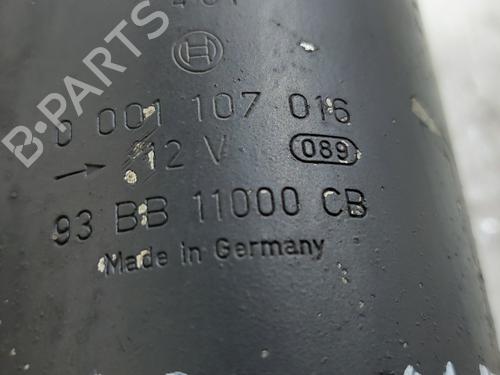 0 001 107 016
→ 12 V 089
93 BB 11000 CB
Made in Germany
B-PARTS